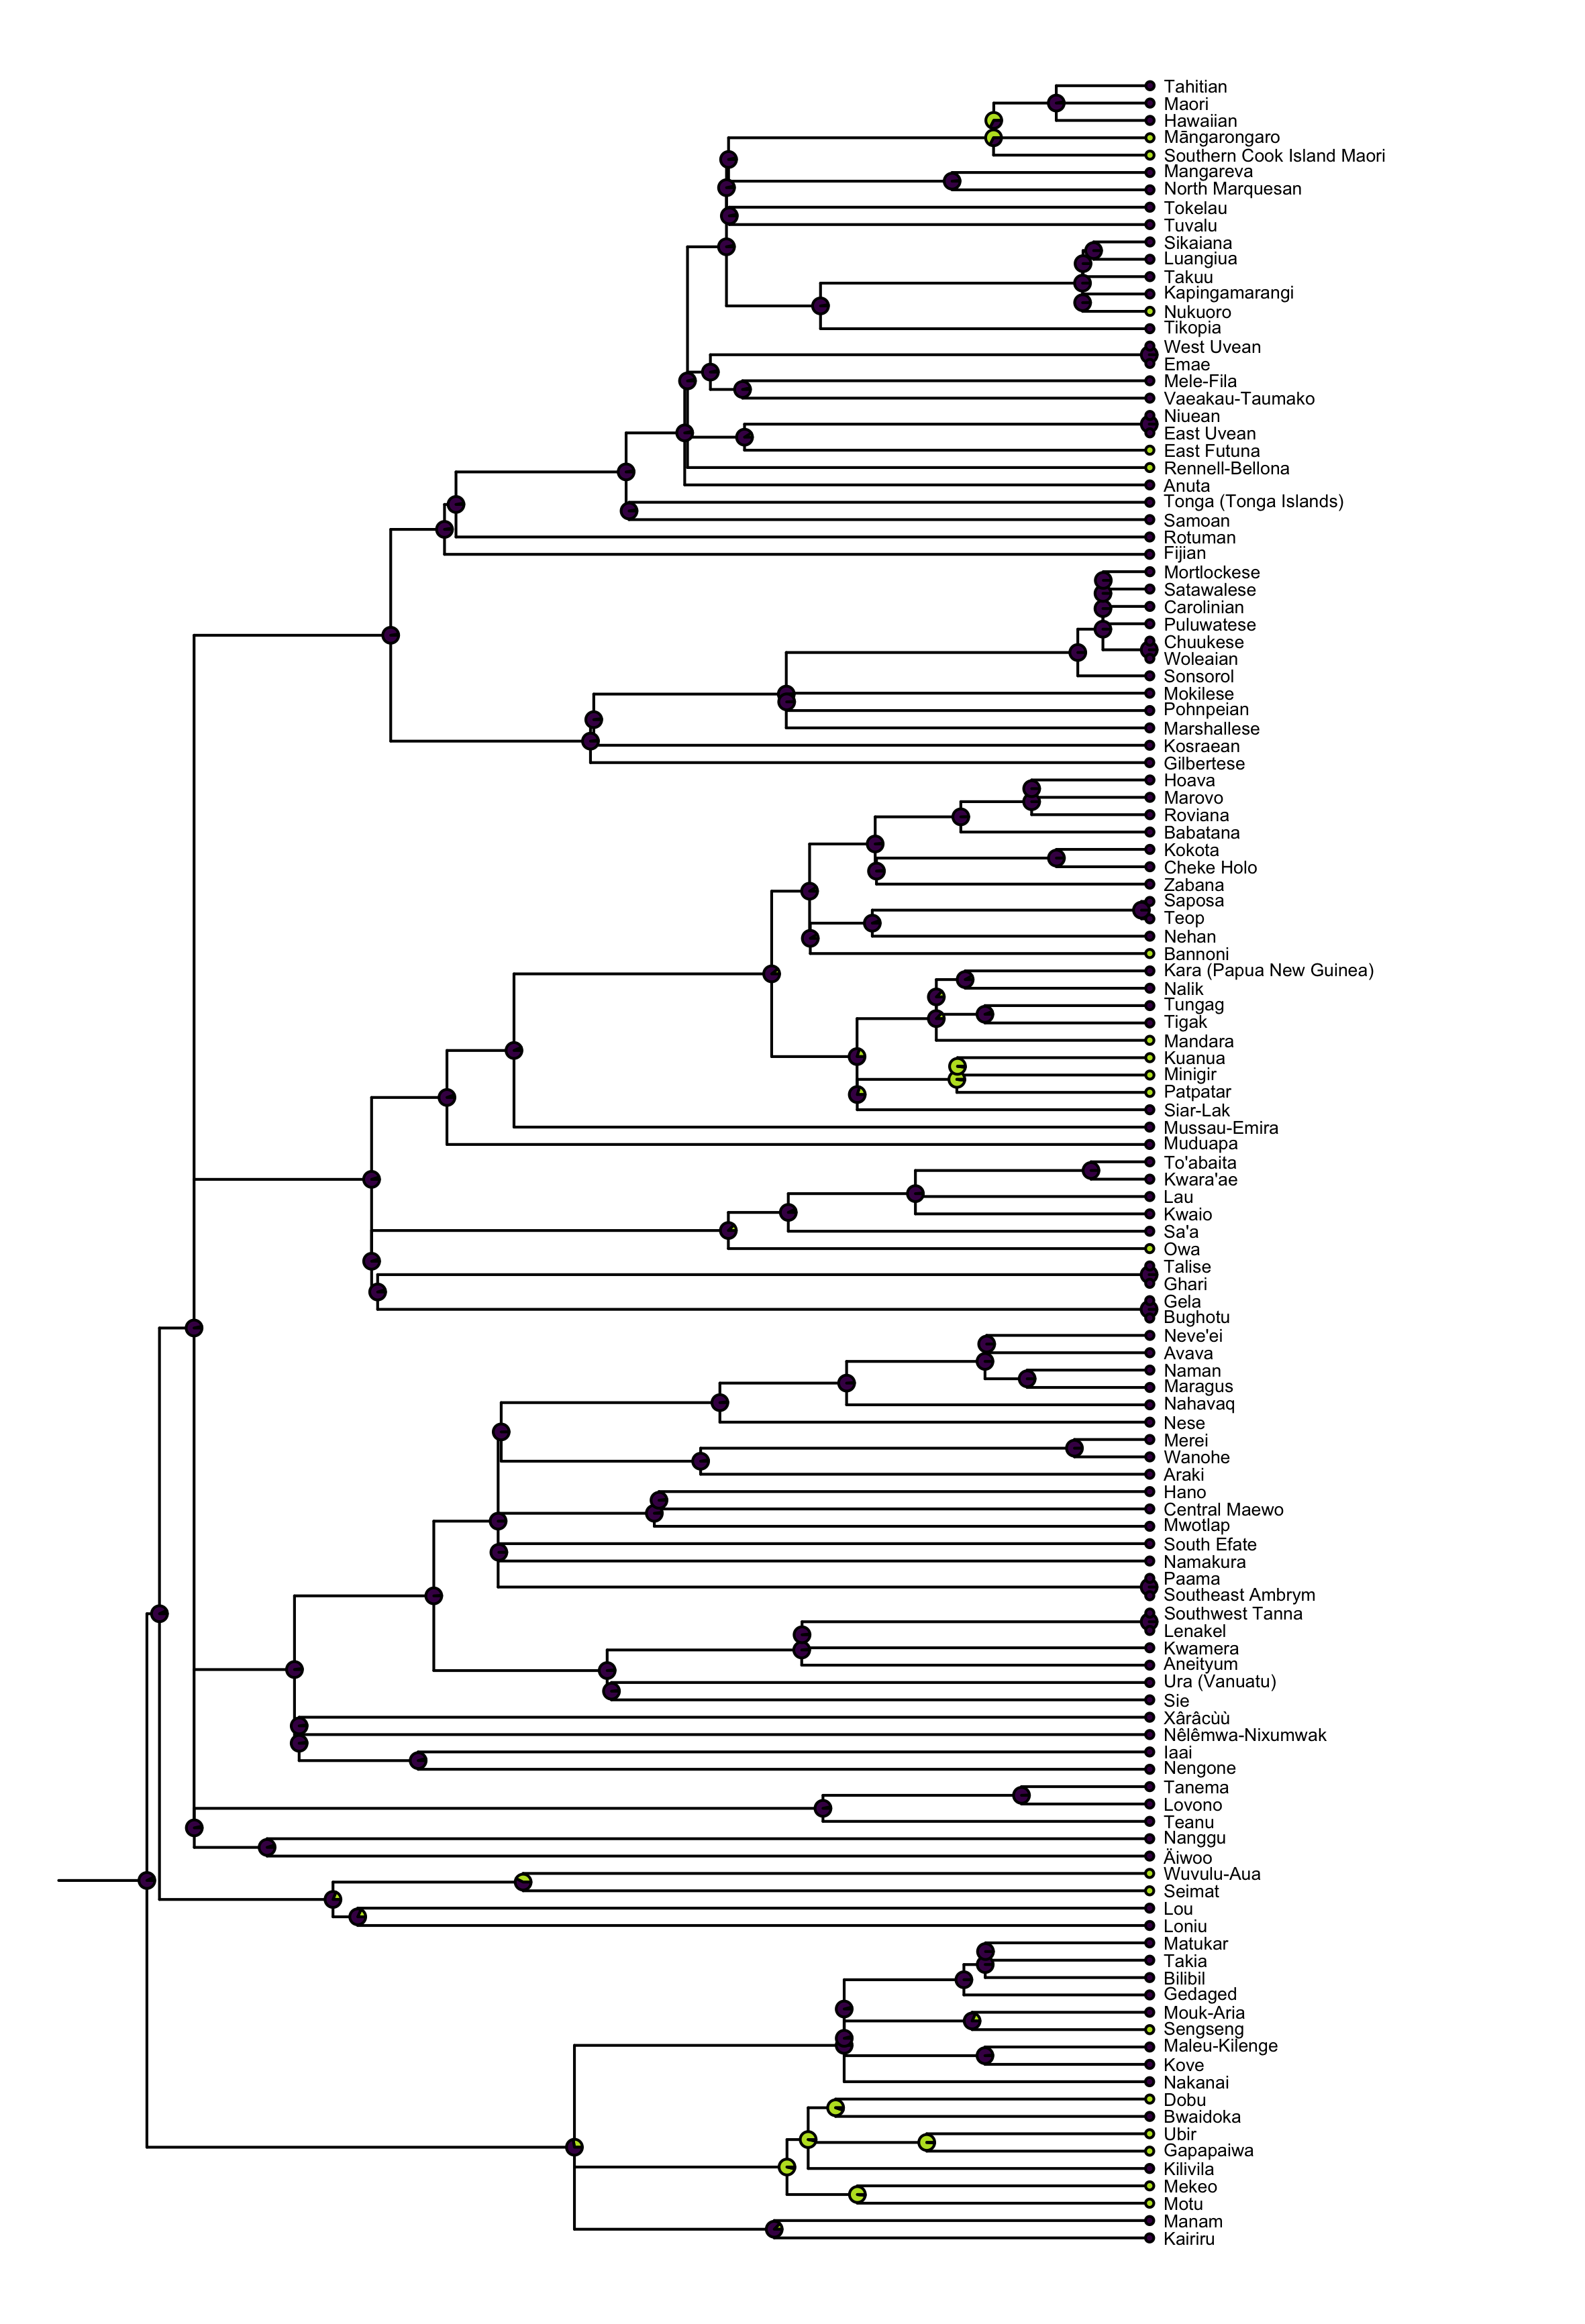 Tahitian
Maori
Hawaiian
Māngarongaro
Southern Cook Island Maori
Mangareva
North Marquesan
Tokelau
Tuvalu
Sikaiana
Luangiua
Takuu
Kapingamarangi
Nukuoro
Tikopia
West Uvean
Emae
Mele-Fila
Vaeakau-Taumako
Niuean
East Uvean
East Futuna
Rennell-Bellona
Anuta
Tonga (Tonga Islands)
Samoan
Rotuman
Fijian
Mortlockese
Satawalese
Carolinian
Puluwatese
Chuukese
Woleaian
Sonsorol
Mokilese
Pohnpeian
Marshallese
Kosraean
Gilbertese
Hoava
Marovo
Roviana
Babatana
Kokota
Cheke Holo
Zabana
Saposa
Teop
Nehan
Bannoni
Kara (Papua New Guinea)
Nalik
Tungag
Tigak
Mandara
Kuanua
Minigir
Patpatar
Siar-Lak
Mussau-Emira
Muduapa
To'abaita
Kwara'ae
Lau
Kwaio
Sa'a
Owa
Talise
Ghari
Gela
Bughotu
Neve'ei
Avava
Naman
Maragus
Nahavaq
Nese
Merei
Wanohe
Araki
Hano
Central Maewo
Mwotlap
South Efate
Namakura
Paama
Southeast Ambrym
Southwest Tanna
Lenakel
Kwamera
Aneityum
Ura (Vanuatu)
Sie
Xârâcùù
Nêlêmwa-Nixumwak
Iaai
Nengone
Tanema
Lovono
Teanu
Nanggu
Äiwoo
Wuvulu-Aua
Seimat
Lou
Loniu
Matukar
Takia
Bilibil
Gedaged
Mouk-Aria
Sengseng
Maleu-Kilenge
Kove
Nakanai
Dobu
Bwaidoka
Ubir
Gapapaiwa
Kilivila
Mekeo
Motu
Manam
Kairiru